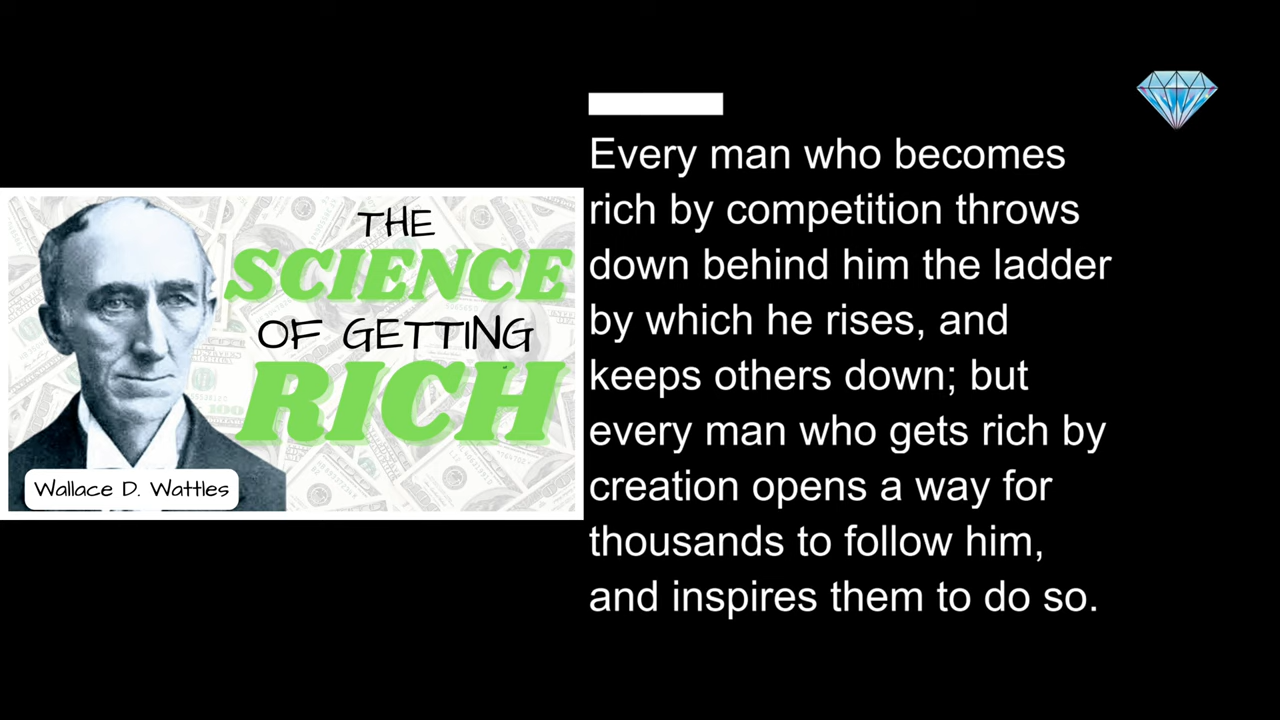 THE
SCIENCE
OF GETTING
RICH
Wallace D. Wattles
Every man who becomes
rich by competition throws
down behind him the ladder
by which he rises, and
keeps others down; but
every man who gets rich by
creation opens a way for
thousands to follow him,
and inspires them to do so.